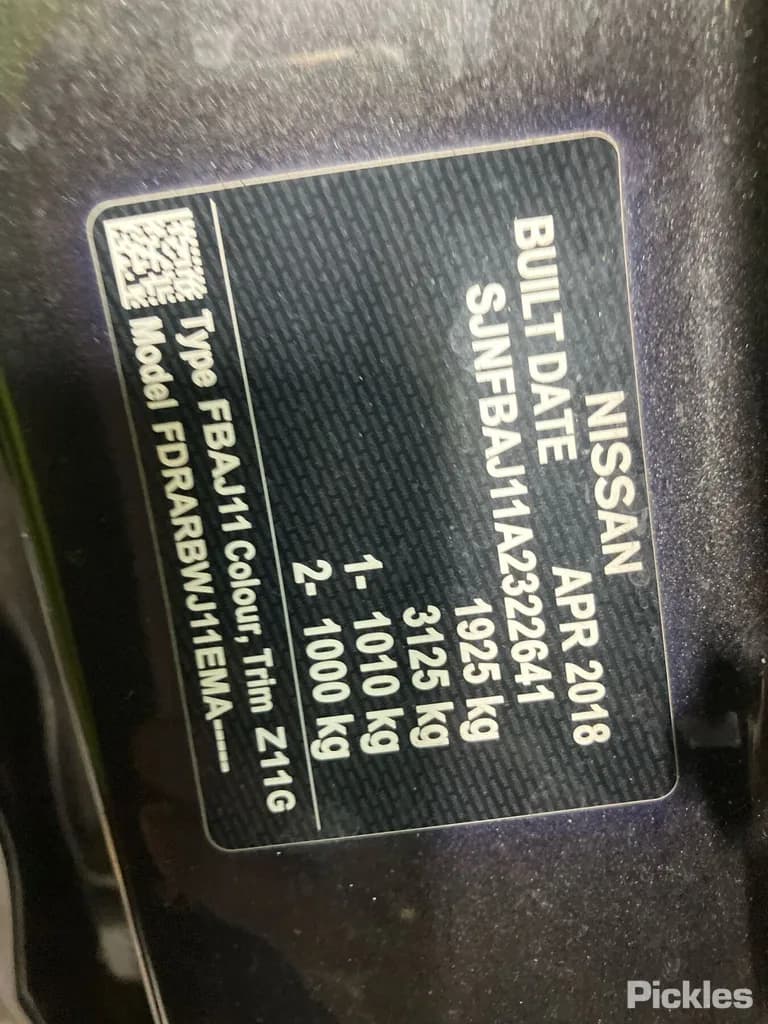 NISSAN
BUILT DATE APR 2018
SJNFBAJ11A2322641
1925 kg
3125 kg
1- 1010 kg
2- 1000 kg
Type FBAJ11 Colour, Trim Z11G
Model FDRARBWJ11EMA----
Pickles